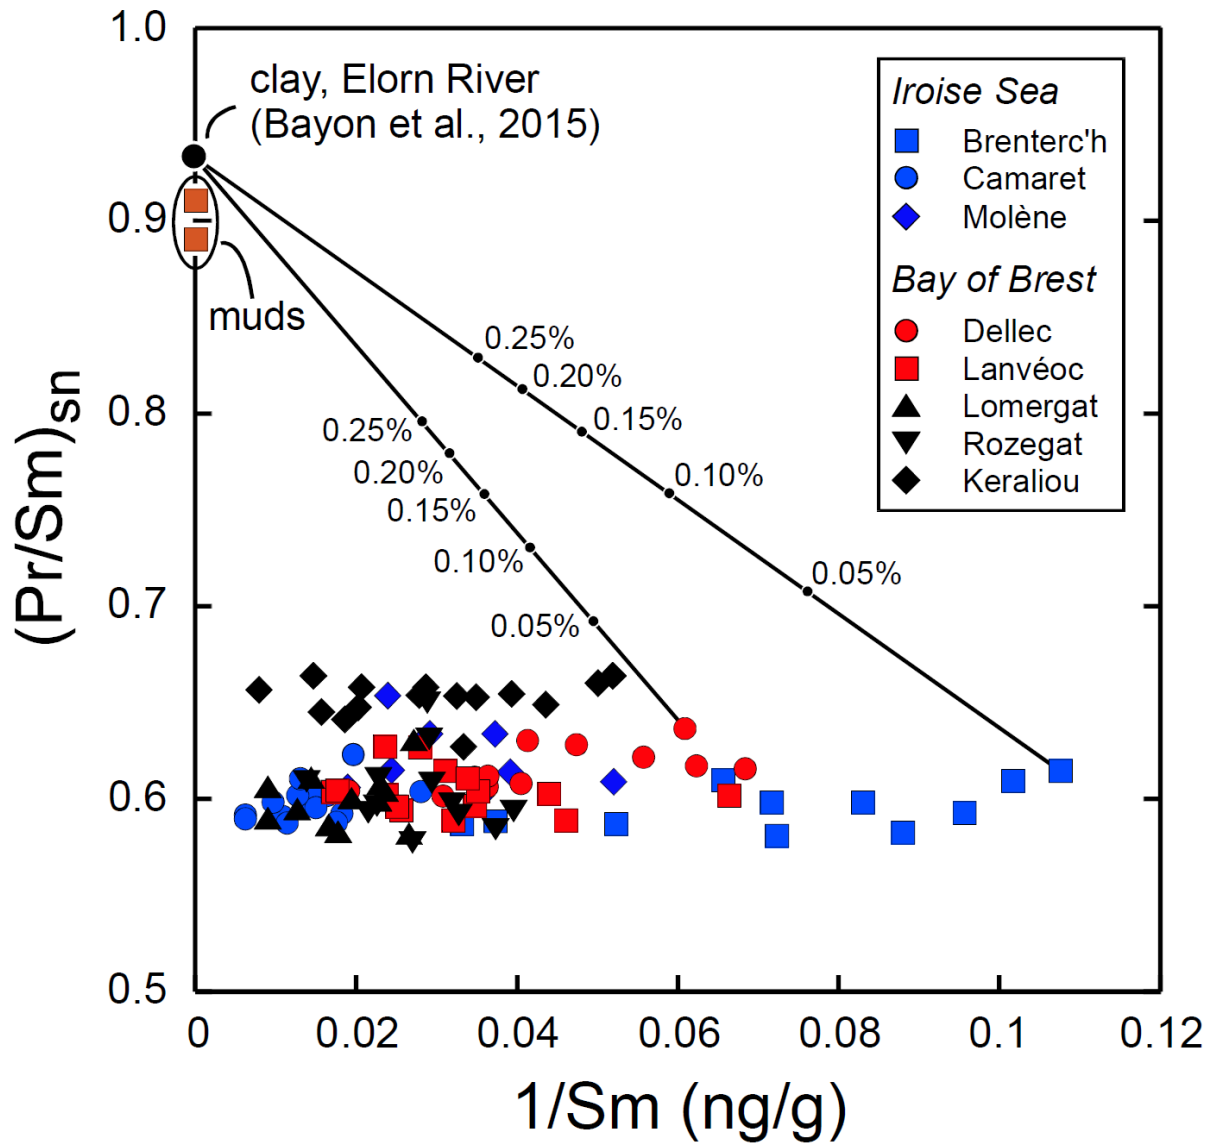 1.0
clay, Elorn River
(Bayon et al., 2015)
0.9
muds
0.8
0.7
0.6
0.5
(Pr/Sm)sn
0.25%
0.20%
0.15%
0.10%
0.05%
0.25%
0.20%
0.15%
0.10%
0.05%
Iroise Sea
Brenterc'h
Camaret
Molène
Bay of Brest
Dellec
Lanvéoc
Lomergat
Rozegat
Keraliou
0 0.02 0.04 0.06 0.08 0.1 0.12
1/Sm (ng/g)